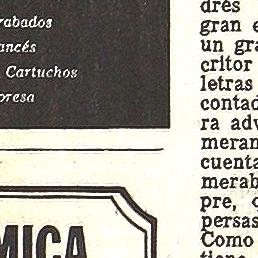 rabados
ancés
Cartuchos
presa
MICA
dres
gran e
un gra
critor
letras
contad
ra adv
meran
cuenta
merab
pre, c
persas
Como
tiene